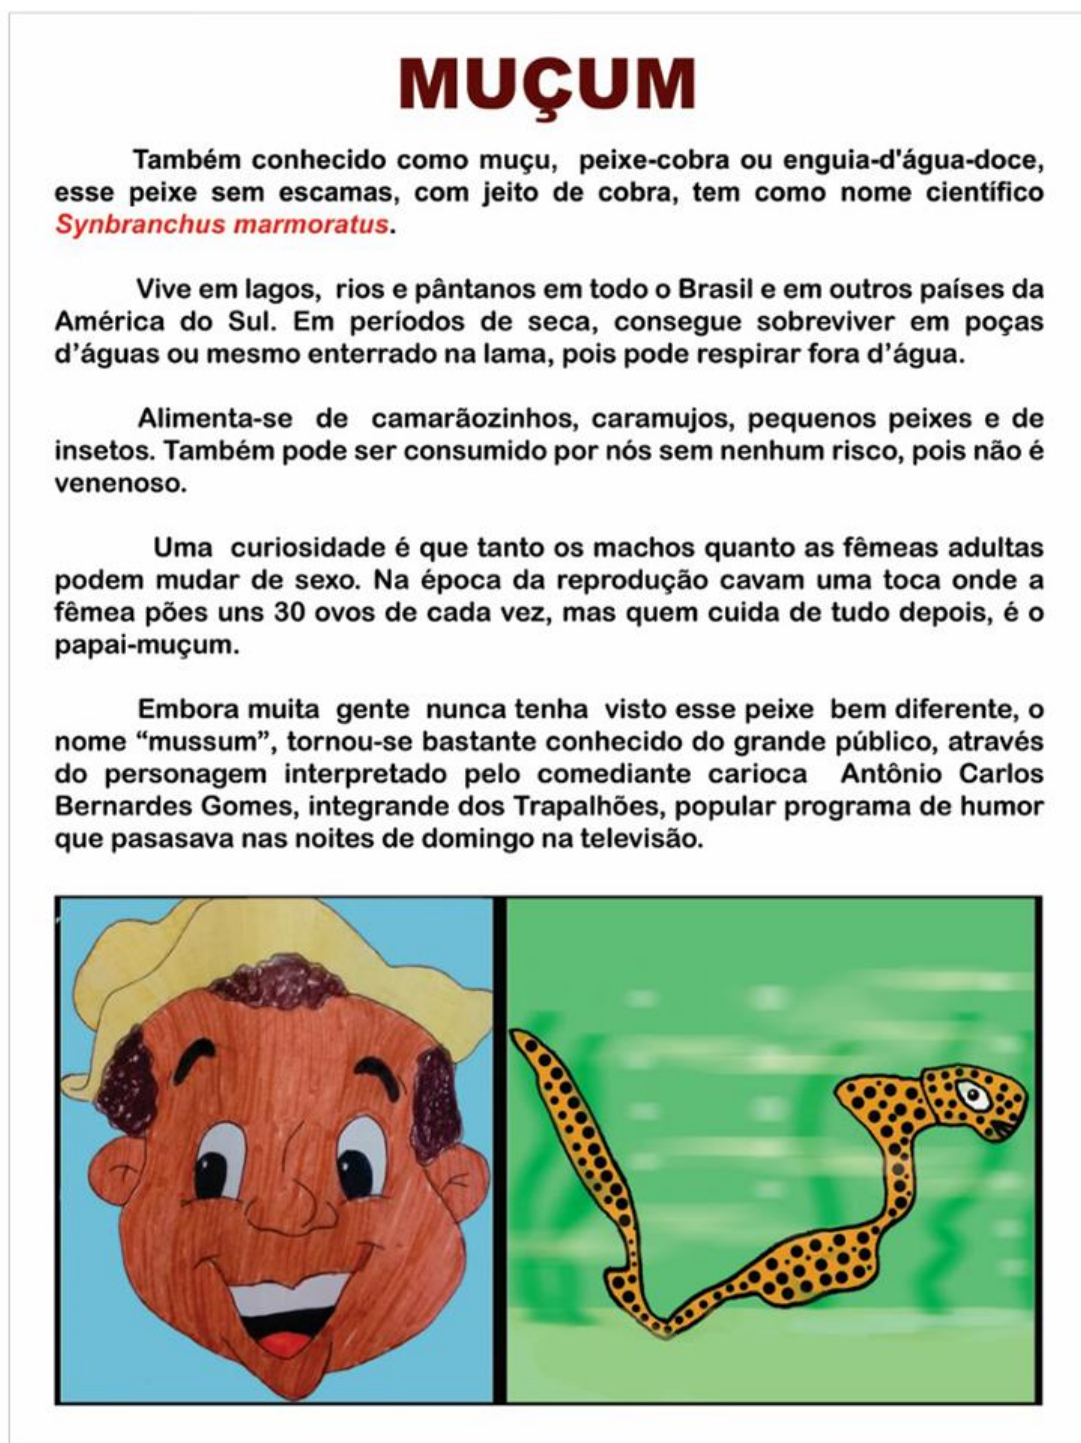 MUÇUM
Também conhecido como muçu, peixe-cobra ou enguia-d'água-doce,
esse peixe sem escamas, com jeito de cobra, tem como nome científico
Synbranchus marmoratus.
Vive em lagos, rios e pântanos em todo o Brasil e em outros países da
América do Sul. Em períodos de seca, consegue sobreviver em poças
d’águas ou mesmo enterrado na lama, pois pode respirar fora d’água.
Alimenta-se de camarãozinhos, caramujos, pequenos peixes e de
insetos. Também pode ser consumido por nós sem nenhum risco, pois não é
venenoso.
Uma curiosidade é que tanto os machos quanto as fêmeas adultas
podem mudar de sexo. Na época da reprodução cavam uma toca onde a
fêmea pões uns 30 ovos de cada vez, mas quem cuida de tudo depois, é o
papai-muçum.
Embora muita gente nunca tenha visto esse peixe bem diferente, o
nome “mussum”, tornou-se bastante conhecido do grande público, através
do personagem interpretado pelo comediante carioca Antônio Carlos
Bernardes Gomes, integrande dos Trapalhões, popular programa de humor
que pasasava nas noites de domingo na televisão.